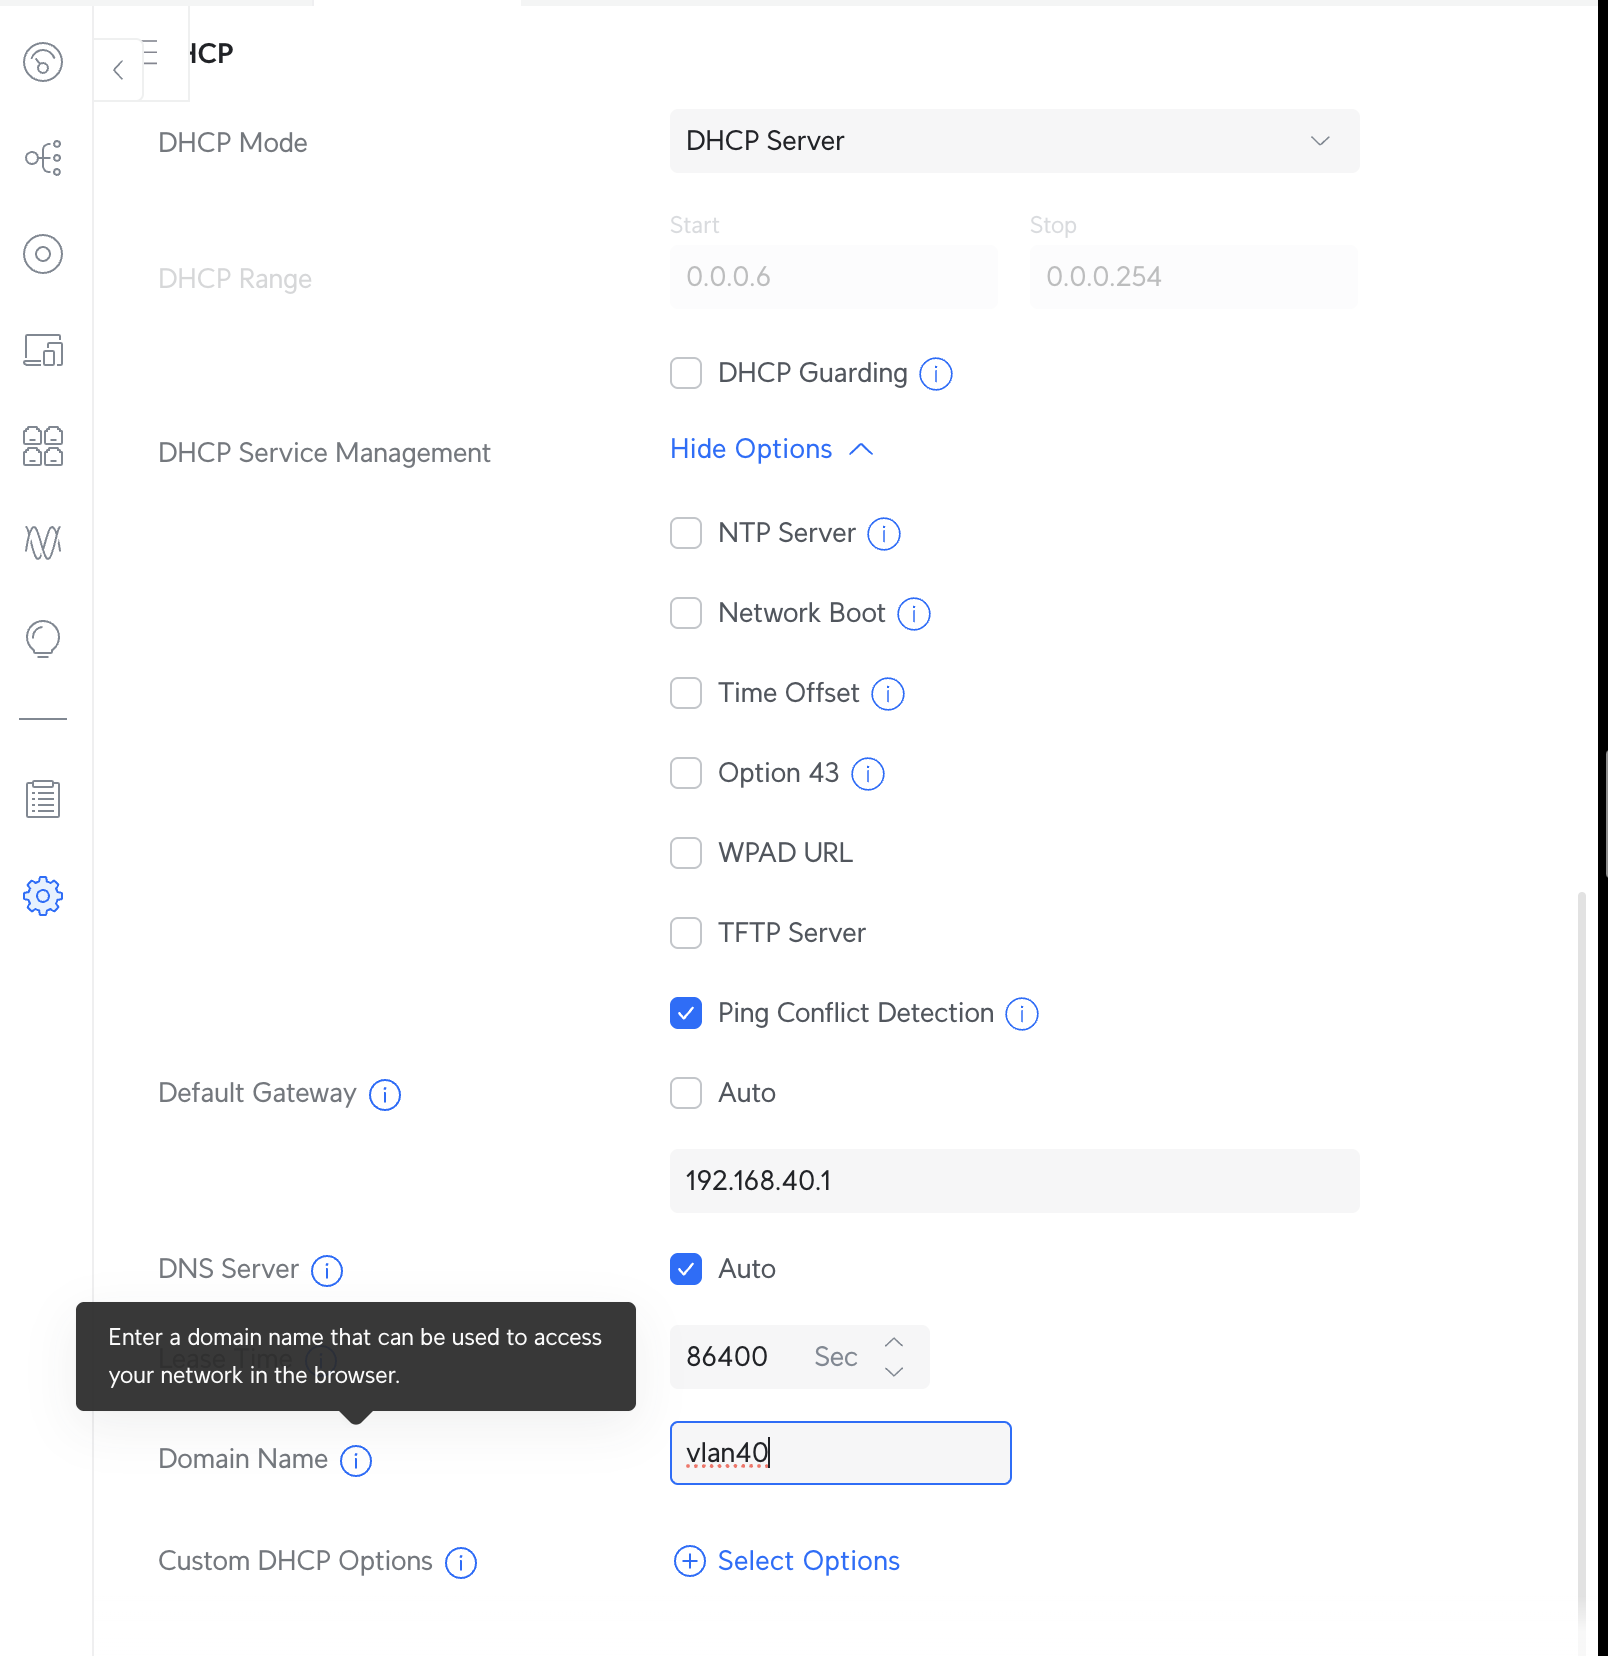 HCP
DHCP Mode
DHCP Server
Start
Stop
DHCP Range
0.0.0.6
0.0.0.254
DHCP Guarding
DHCP Service Management
Hide Options
NTP Server
Network Boot
Time Offset
Option 43
WPAD URL
TFTP Server
Ping Conflict Detection
Default Gateway
Auto
192.168.40.1
DNS Server
Auto
Enter a domain name that can be used to access
your network in the browser.
Lease Time
86400 Sec
Domain Name
vlan40
Custom DHCP Options
Select Options